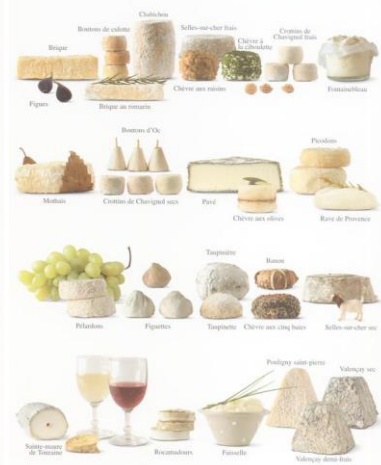 Chabichou
Boutons de culotte
Selles-sur-cher frais
Crottins de
Chavignol frais
Chèvre à
la ciboulette
Brique
Figues
Brique au romarin
Chèvre aux raisins
Fontainebleau
Boutons d'Oc
Picodons
Mothais
Crottins de Chavignol secs
Pavé
Chèvre aux olives
Rave de Provence
Taupinière
Banon
Pélardons
Figuettes
Taupinette
Chèvre aux cinq baies
Selles-sur-cher sec
Pouligny saint-pierre
Valençay sec
Sainte-maure
de Touraine
Rocamadours
Faisselle
Valençay demi-frais